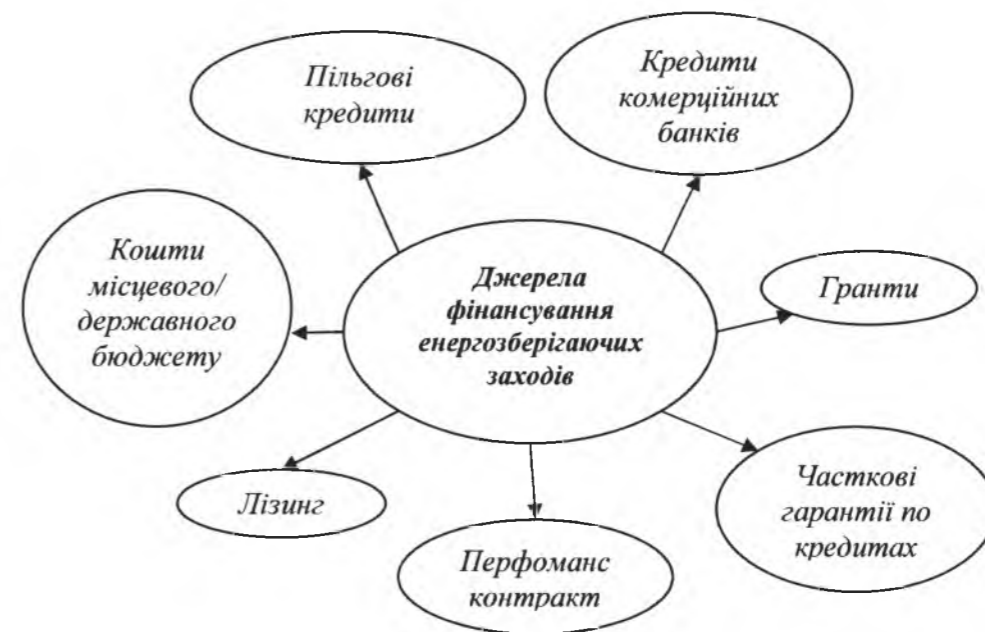 Пільгові
кредити
Кредити
комерційних
банків
Кошти
місцевого/
державного
бюджету
Джерела
фінансування
енергозберігаючих
заходів
Гранти
Лізинг
Перфоманс
контракт
Часткові
гарантії по
кредитах